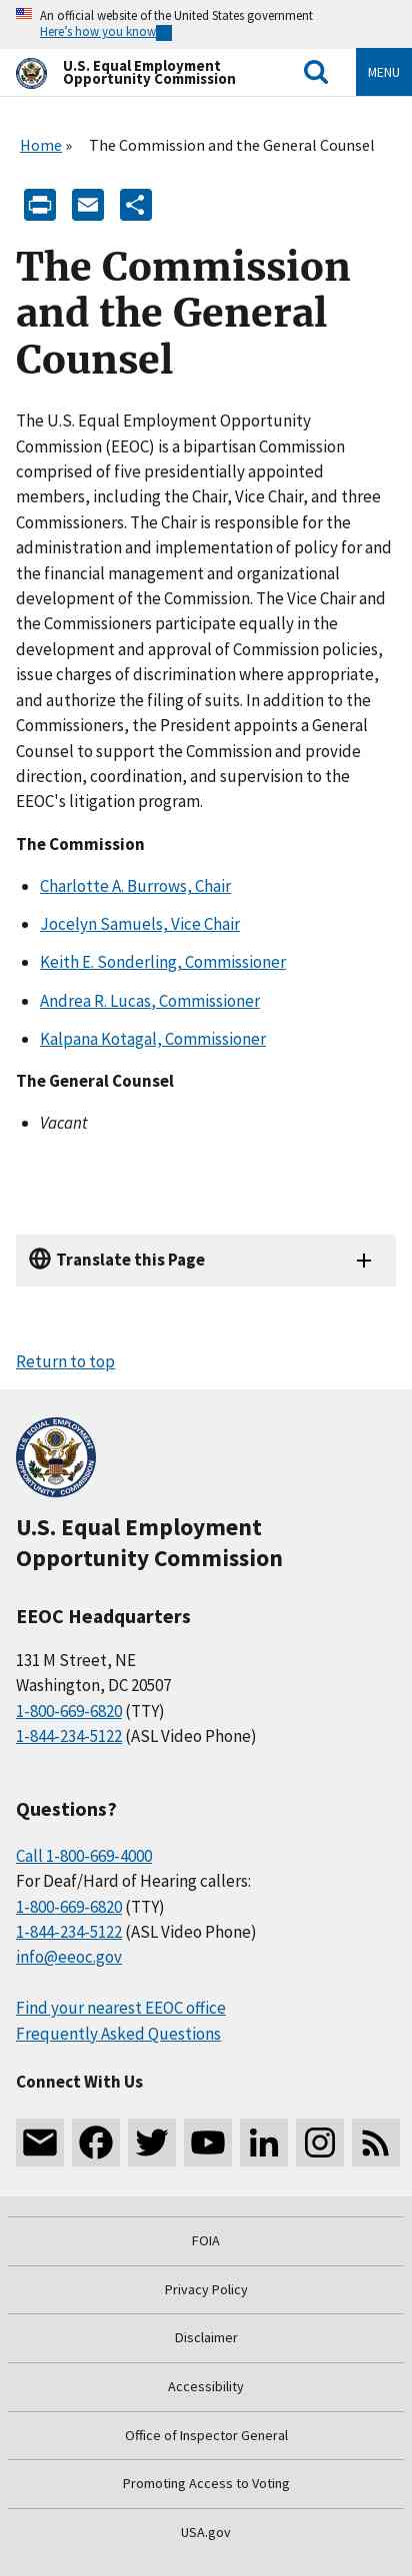 An official website of the United States government
Here's how you know
U.S. Equal Employment
Opportunity Commission
MENU
Home » The Commission and the General Counsel
The Commission
and the General
Counsel
The U.S. Equal Employment Opportunity
Commission (EEOC) is a bipartisan Commission
comprised of five presidentially appointed
members, including the Chair, Vice Chair, and three
Commissioners. The Chair is responsible for the
administration and implementation of policy for and
the financial management and organizational
development of the Commission. The Vice Chair and
the Commissioners participate equally in the
development and approval of Commission policies,
issue charges of discrimination where appropriate,
and authorize the filing of suits. In addition to the
Commissioners, the President appoints a General
Counsel to support the Commission and provide
direction, coordination, and supervision to the
EEOC's litigation program.
The Commission
Charlotte A. Burrows, Chair
Jocelyn Samuels, Vice Chair
Keith E. Sonderling, Commissioner
Andrea R. Lucas, Commissioner
Kalpana Kotagal, Commissioner
The General Counsel
Vacant
Translate this Page
Return to top
U.S. EQUAL EMPLOYMENT
OPPORTUNITY COMMISSION
U.S. Equal Employment
Opportunity Commission
EEOC Headquarters
131 M Street, NE
Washington, DC 20507
1-800-669-6820 (TTY)
1-844-234-5122 (ASL Video Phone)
Questions?
Call 1-800-669-4000
For Deaf/Hard of Hearing callers:
1-800-669-6820 (TTY)
1-844-234-5122 (ASL Video Phone)
info@eeoc.gov
Find your nearest EEOC office
Frequently Asked Questions
Connect With Us
FOIA
Privacy Policy
Disclaimer
Accessibility
Office of Inspector General
Promoting Access to Voting
USA.gov